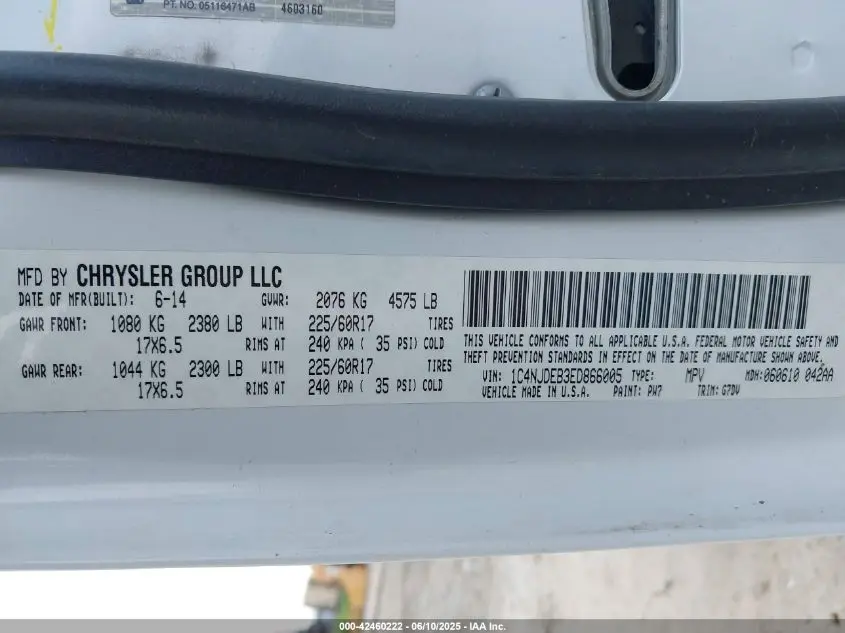 PT. NO. 05116471AB 4603160
MFD BY CHRYSLER GROUP LLC
DATE OF MFR(BUILT): 6-14 GVWR: 2076 KG 4575 LB
GAWR FRONT: 1080 KG 2380 LB WITH 225/60R17 TIRES
17X6.5 RIMS AT 240 KPA ( 35 PSI) COLD
GAWR REAR: 1044 KG 2300 LB WITH 225/60R17 TIRES
17X6.5 RIMS AT 240 KPA ( 35 PSI) COLD
THIS VEHICLE CONFORMS TO ALL APPLICABLE U.S.A. FEDERAL MOTOR VEHICLE SAFETY AND
THEFT PREVENTION STANDARDS IN EFFECT ON THE DATE OF MANUFACTURE SHOWN ABOVE.
VIN: 1C4NJDEB3ED866005 TYPE: MPV MDH:060610 042AA
VEHICLE MADE IN U.S.A. PAINT: PW7 TRIM: G7DV
000-42460222 - 06/10/2025 - IAA Inc.